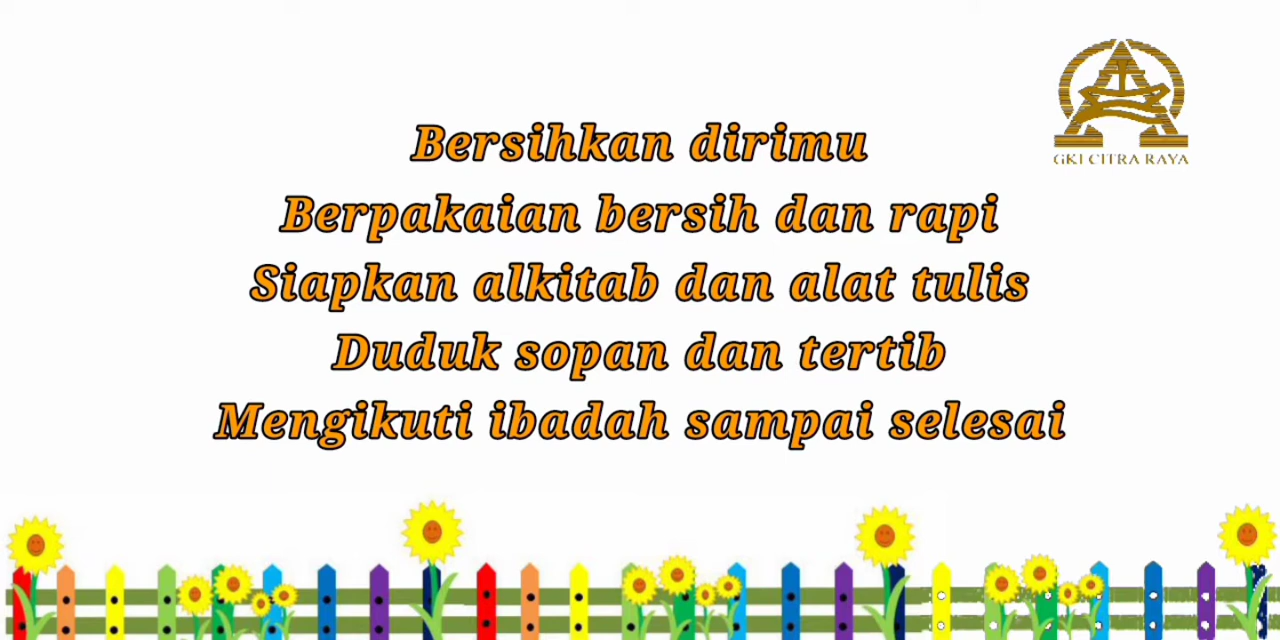 GKI CITRA RAYA
Bersihkan dirimu
Berpakaian bersih dan rapi
Siapkan alkitab dan alat tulis
Duduk sopan dan tertib
Mengikuti ibadah sampai selesai